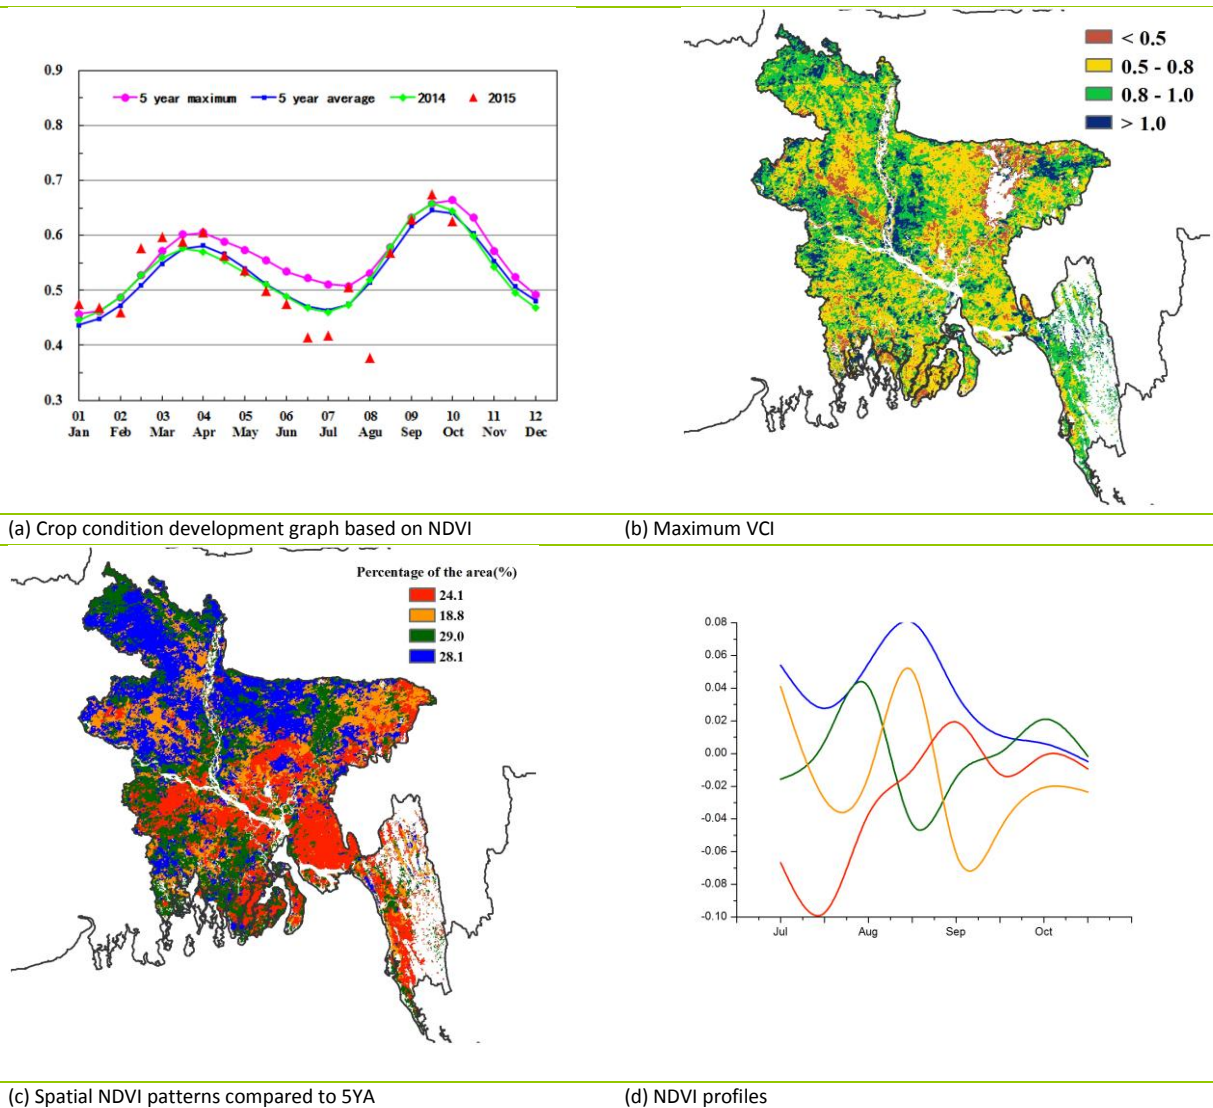 0.9
0.8
0.7
0.6
0.5
0.4
0.3
5 year maximum 5 year average 2014 2015
01 02 03 04 05 06 07 08 09 10 11 12
Jan Feb Mar Apr May Jun Jul Agu Sep Oct Nov Dec
< 0.5
0.5 - 0.8
0.8 - 1.0
> 1.0
(a) Crop condition development graph based on NDVI
(b) Maximum VCI
Percentage of the area(%)
24.1
18.8
29.0
28.1
0.08
0.06
0.04
0.02
0.00
-0.02
-0.04
-0.06
-0.08
-0.10
Jul Aug Sep Oct
(c) Spatial NDVI patterns compared to 5YA
(d) NDVI profiles